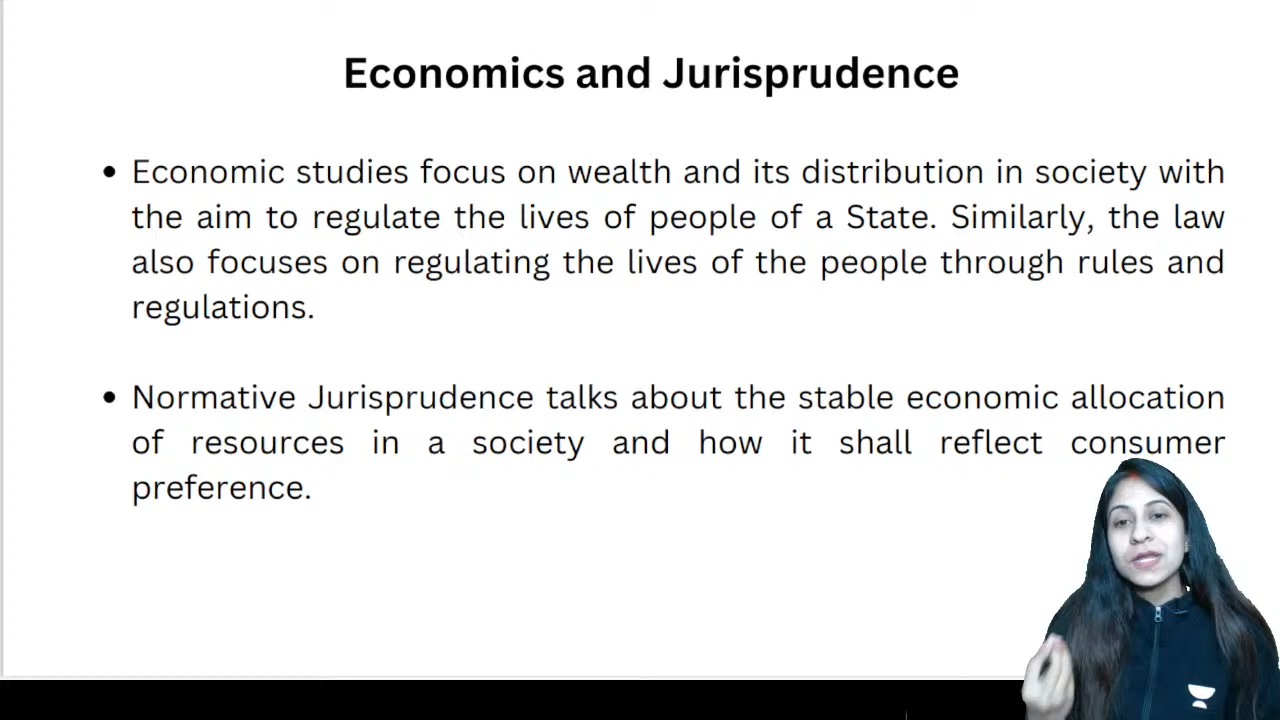 Economics and Jurisprudence
• Economic studies focus on wealth and its distribution in society with
the aim to regulate the lives of people of a State. Similarly, the law
also focuses on regulating the lives of the people through rules and
regulations.
• Normative Jurisprudence talks about the stable economic allocation
of resources in a society and how it shall reflect consumer
preference.